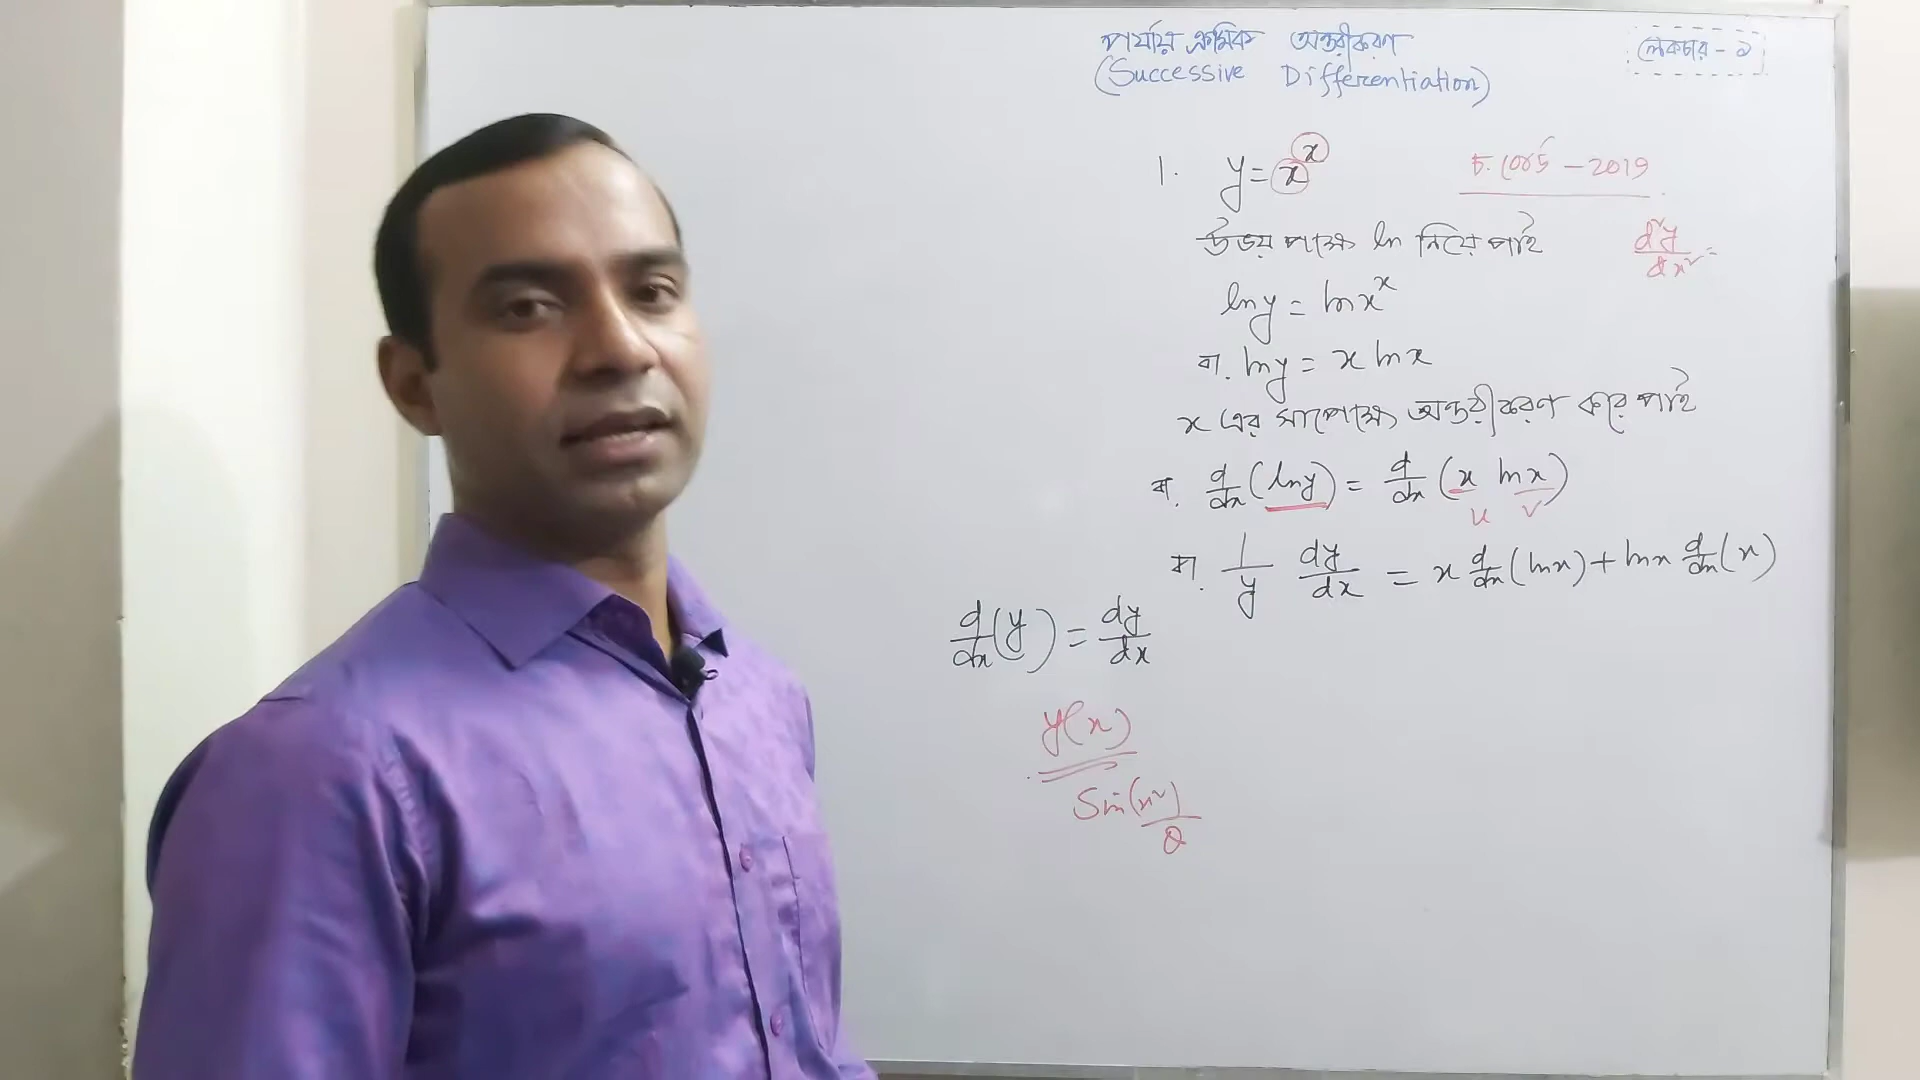 পর্যায় ক্রমিক অন্তরীকরণ
(Successive Differentiation)
লেকচার - ১
1. y = x^x
চ. বোর্ড - 2019
উভয় পক্ষে ln নিয়ে পাই
d²y/dx² =
ln y = ln x^x
বা, ln y = x ln x
x এর সাপেক্ষে অন্তরীকরণ করে পাই
বা, d/dx (ln y) = d/dx (x ln x)
u v
বা, 1/y dy/dx = x d/dx (ln x) + ln x d/dx (x)
d/dx (y) = dy/dx
y(x)
Sin(x²)
θ